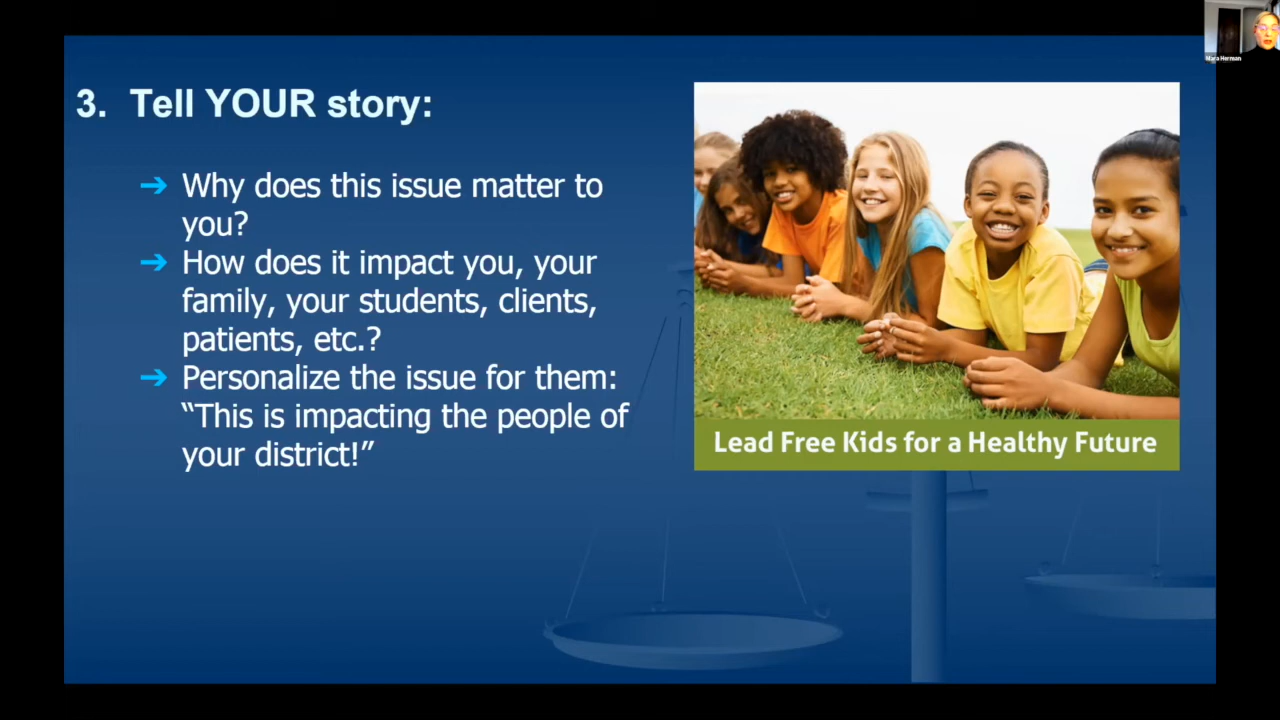 Mara Herman
3. Tell YOUR story:
➔ Why does this issue matter to
you?
➔ How does it impact you, your
family, your students, clients,
patients, etc.?
➔ Personalize the issue for them:
“This is impacting the people of
your district!”
Lead Free Kids for a Healthy Future